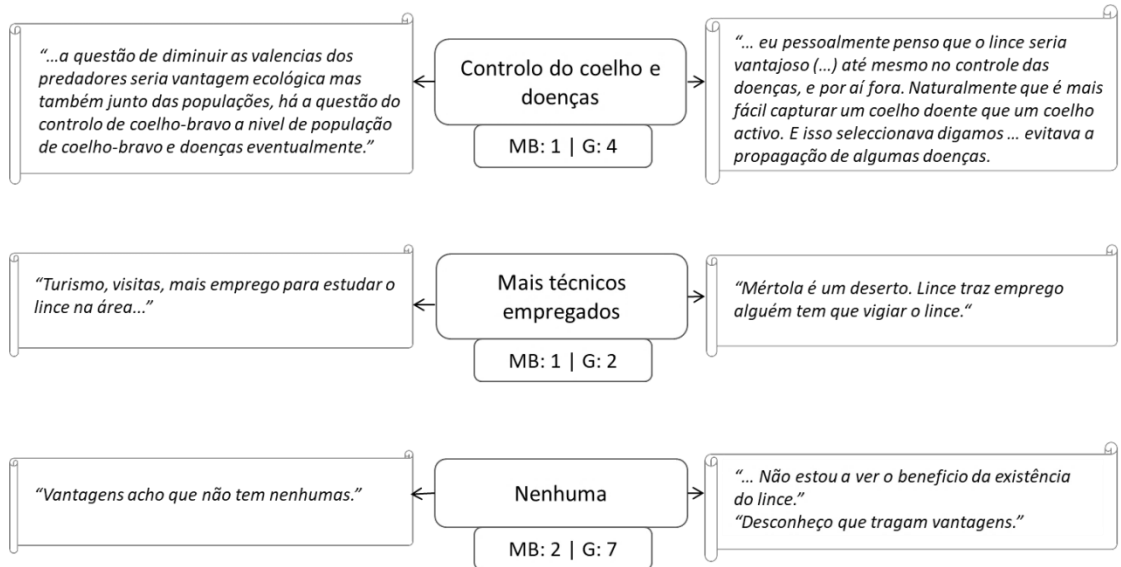 “...a questão de diminuir as valencias dos
predadores seria vantagem ecológica mas
também junto das populações, há a questão do
controlo de coelho-bravo a nivel de população
de coelho-bravo e doenças eventualmente.”
Controlo do coelho e
doenças
MB: 1 | G: 4
“... eu pessoalmente penso que o lince seria
vantajoso (...) até mesmo no controle das
doenças, e por aí fora. Naturalmente que é mais
fácil capturar um coelho doente que um coelho
activo. E isso seleccionava digamos ... evitava a
propagação de algumas doenças.
“Turismo, visitas, mais emprego para estudar o
lince na área...”
Mais técnicos
empregados
MB: 1 | G: 2
“Mértola é um deserto. Lince traz emprego
alguém tem que vigiar o lince.“
“Vantagens acho que não tem nenhumas.”
Nenhuma
MB: 2 | G: 7
“... Não estou a ver o beneficio da existência
do lince.”
“Desconheço que tragam vantagens.”